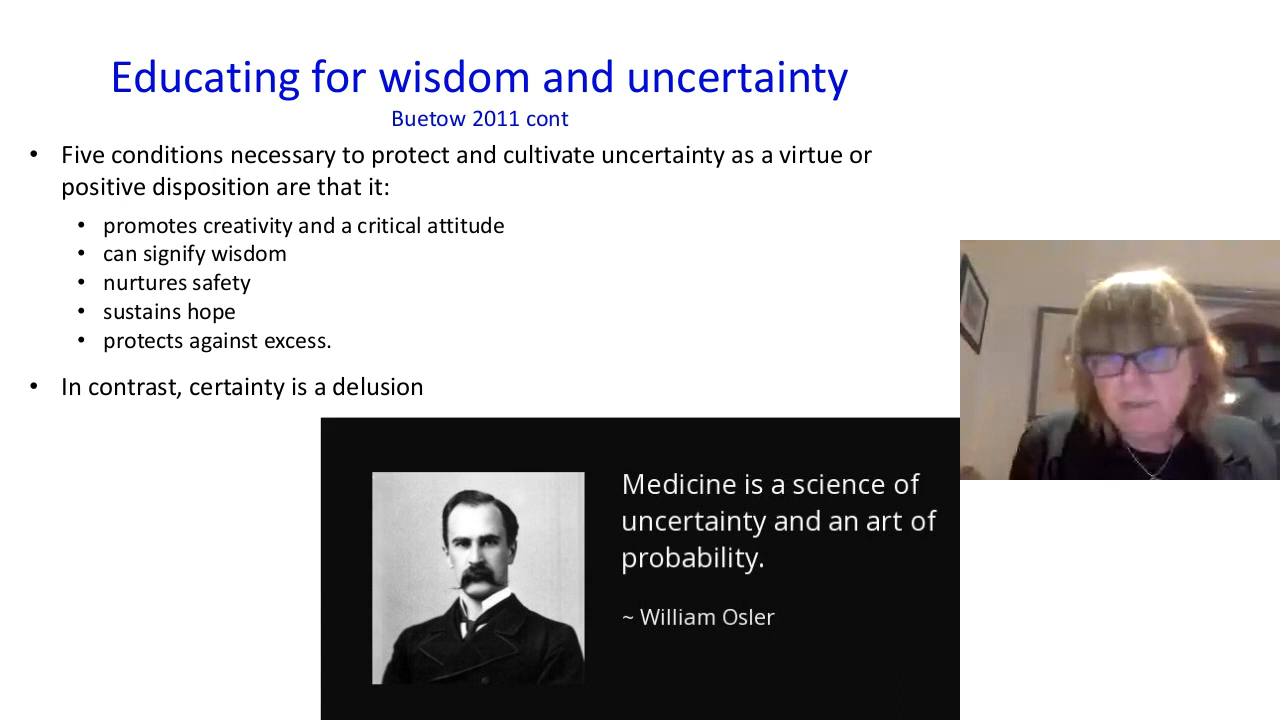 Educating for wisdom and uncertainty
Buetow 2011 cont
• Five conditions necessary to protect and cultivate uncertainty as a virtue or
positive disposition are that it:
• promotes creativity and a critical attitude
• can signify wisdom
• nurtures safety
• sustains hope
• protects against excess.
• In contrast, certainty is a delusion
Medicine is a science of
uncertainty and an art of
probability.
~ William Osler